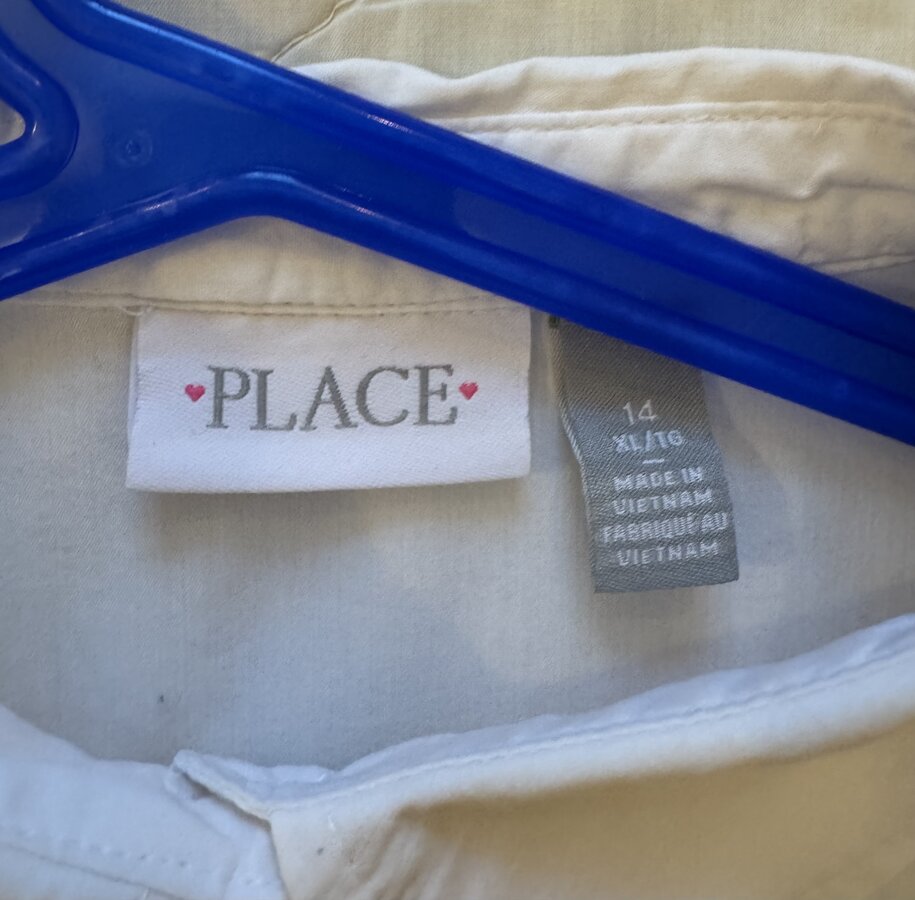 PLACE
14
XL/TG
MADE IN
VIETNAM
FABRIQUÉ AU
VIETNAM